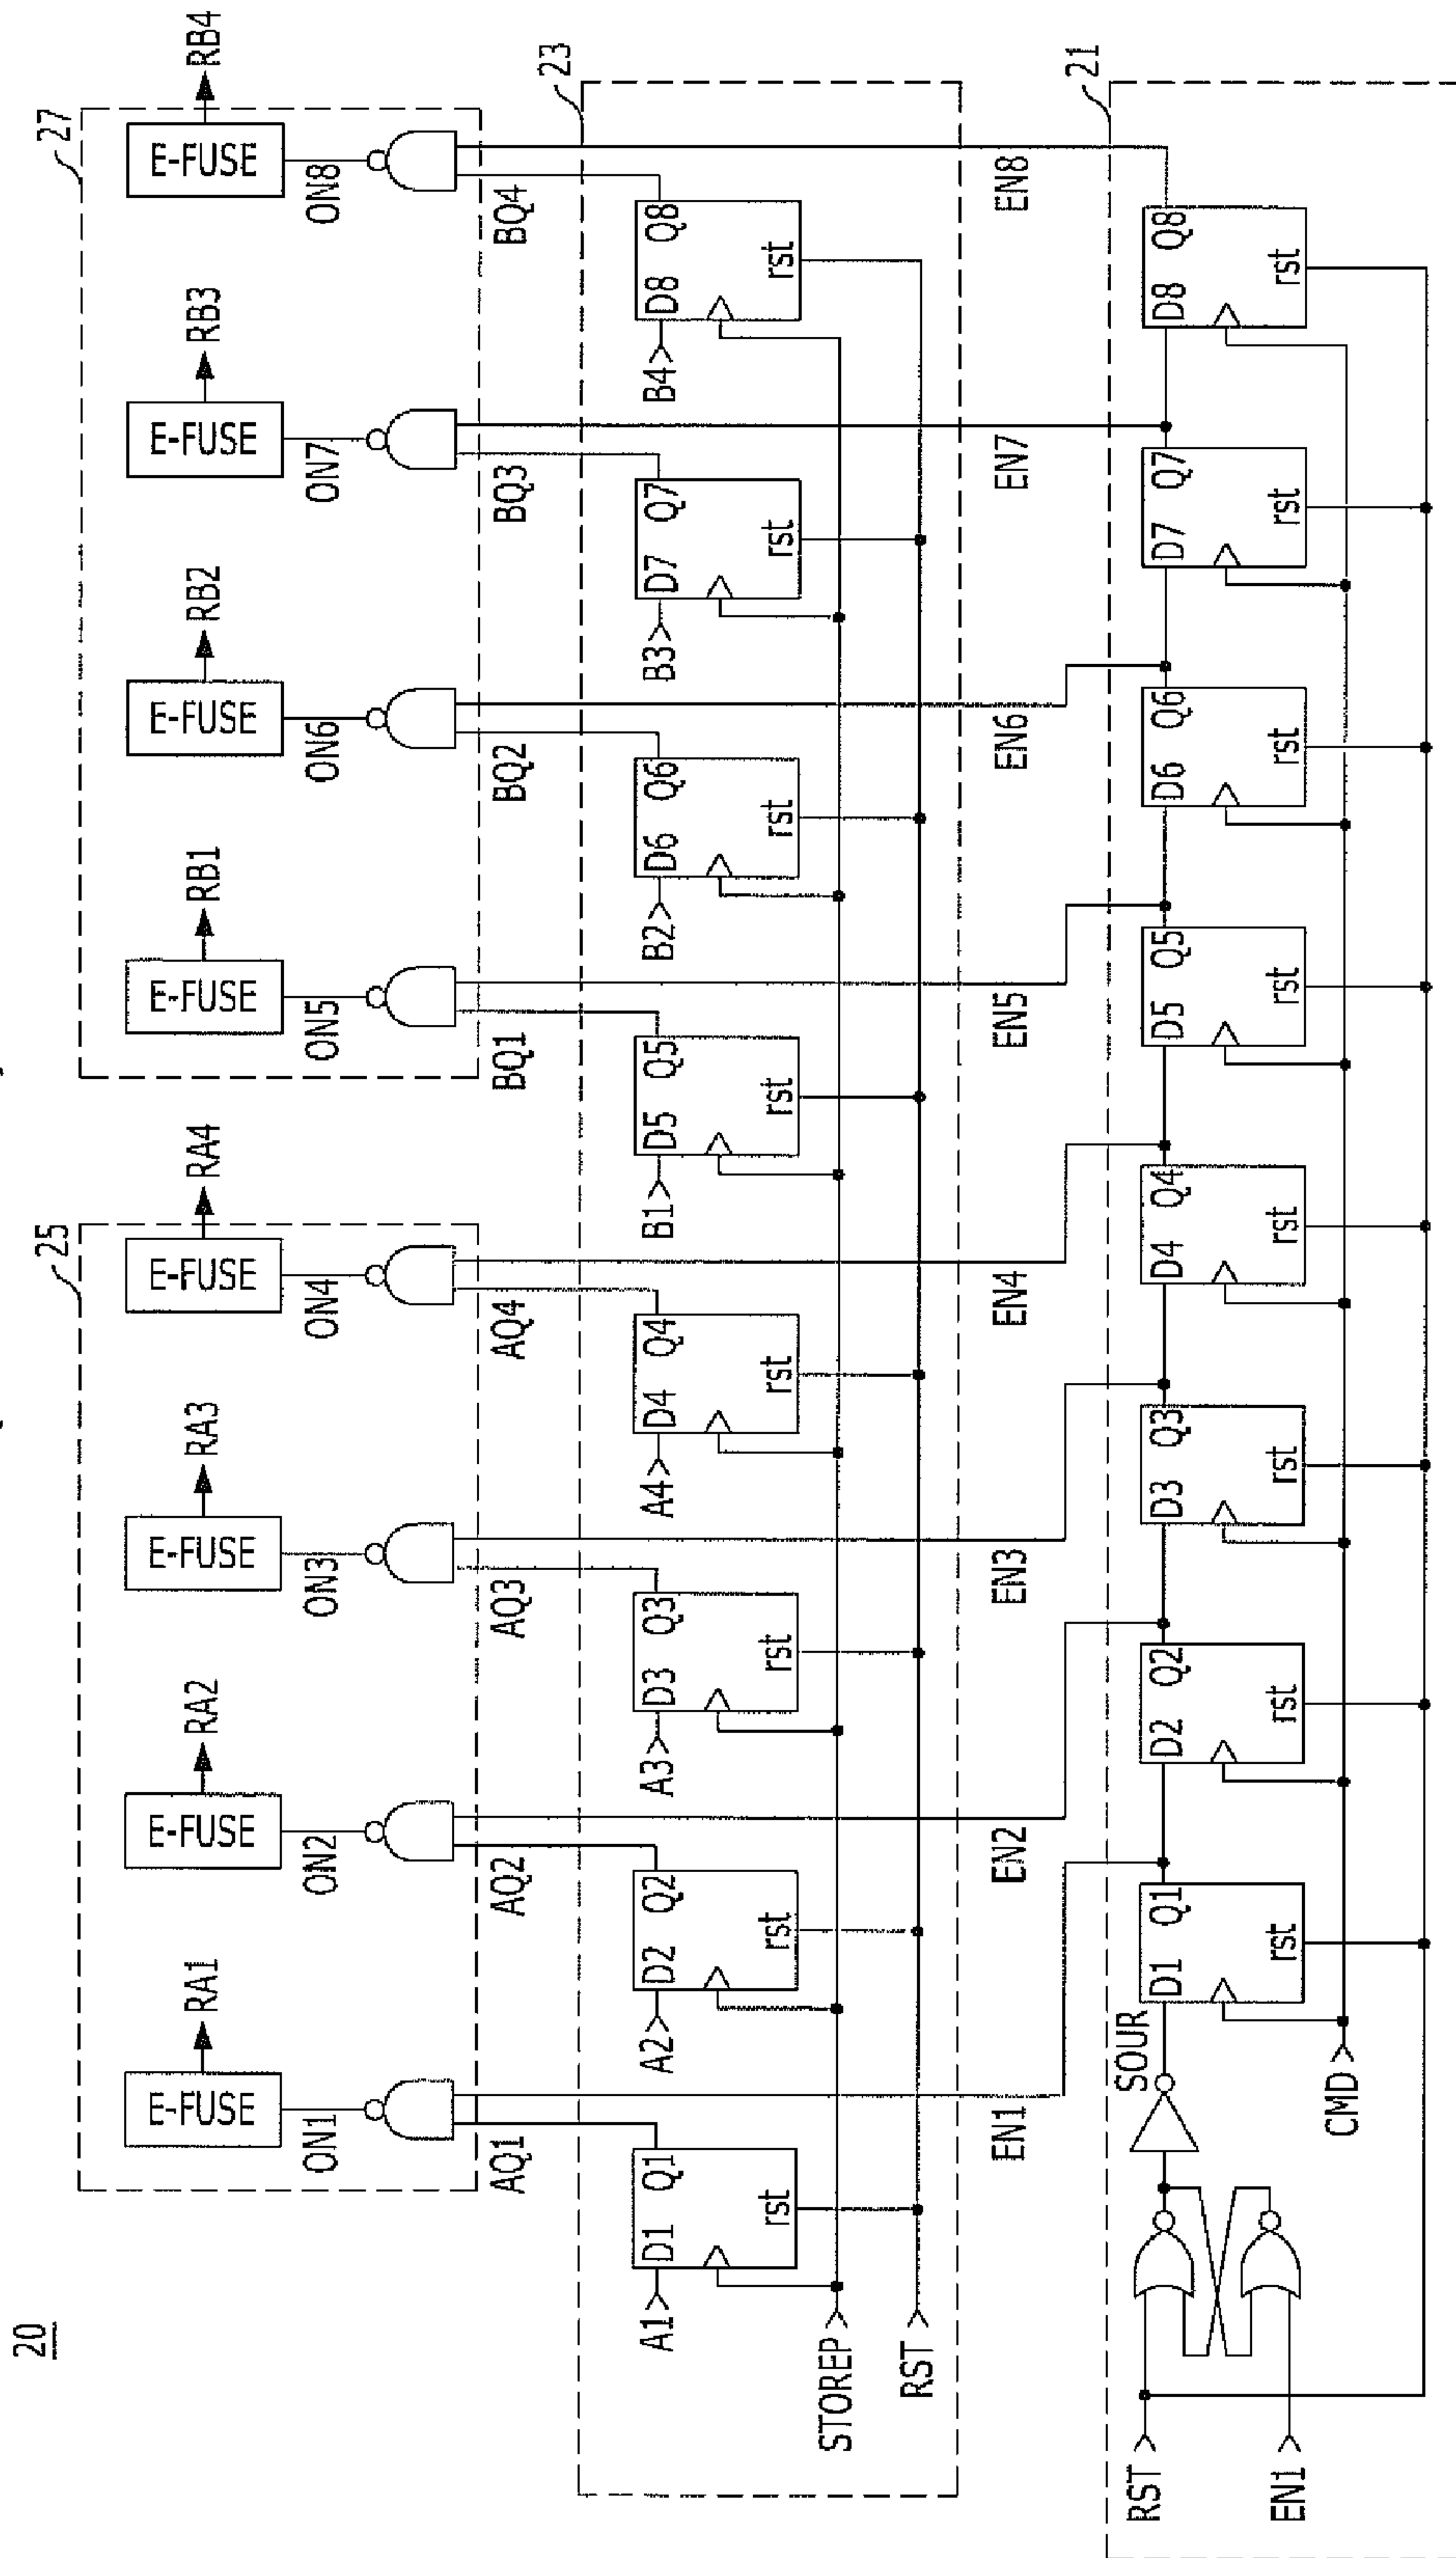 20
25
27
RA1
RA2
RA3
RA4
RB1
RB2
RB3
RB4
E-FUSE
E-FUSE
E-FUSE
E-FUSE
E-FUSE
E-FUSE
E-FUSE
E-FUSE
ON1
ON2
ON3
ON4
ON5
ON6
ON7
ON8
AQ1
AQ2
AQ3
AQ4
BQ1
BQ2
BQ3
BQ4
23
A1
D1 Q1
rst
A2
D2 Q2
rst
A3
D3 Q3
rst
A4
D4 Q4
rst
B1
D5 Q5
rst
B2
D6 Q6
rst
B3
D7 Q7
rst
B4
D8 Q8
rst
STOREP
RST
EN1
EN2
EN3
EN4
EN5
EN6
EN7
EN8
21
RST
EN1
SOUR
CMD
D1 Q1
rst
D2 Q2
rst
D3 Q3
rst
D4 Q4
rst
D5 Q5
rst
D6 Q6
rst
D7 Q7
rst
D8 Q8
rst